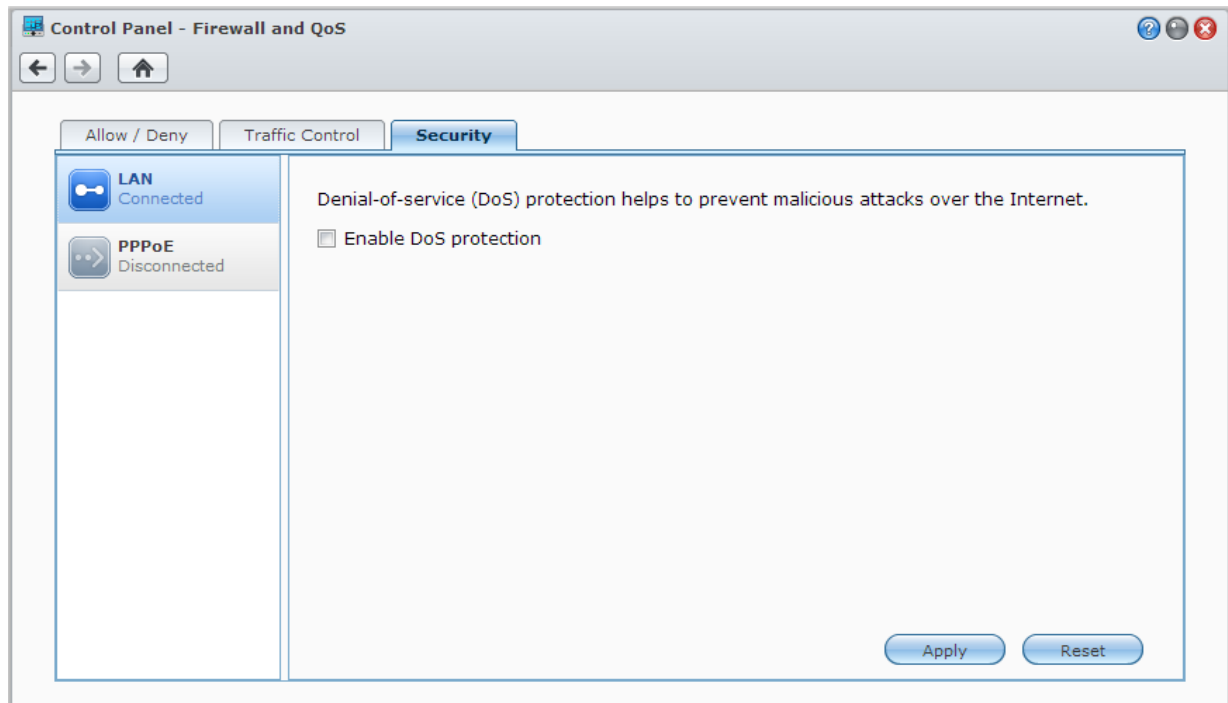 Control Panel - Firewall and QoS
Allow / Deny
Traffic Control
Security
LAN
Connected
PPPoE
Disconnected
Denial-of-service (DoS) protection helps to prevent malicious attacks over the Internet.
Enable DoS protection
Apply
Reset